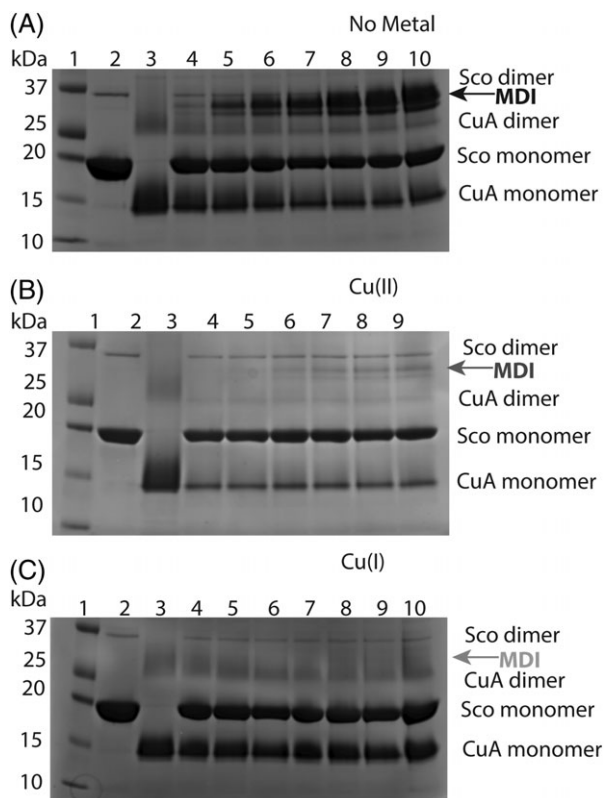 (A)
No Metal
kDa 1 2 3 4 5 6 7 8 9 10
37 Sco dimer
MDI
25 CuA dimer
20 Sco monomer
15 CuA monomer
10
(B)
Cu(II)
kDa 1 2 3 4 5 6 7 8 9
37 Sco dimer
MDI
25 CuA dimer
20 Sco monomer
15 CuA monomer
10
(C)
Cu(I)
kDa 1 2 3 4 5 6 7 8 9 10
37 Sco dimer
25 MDI
20 CuA dimer
Sco monomer
15 CuA monomer
10